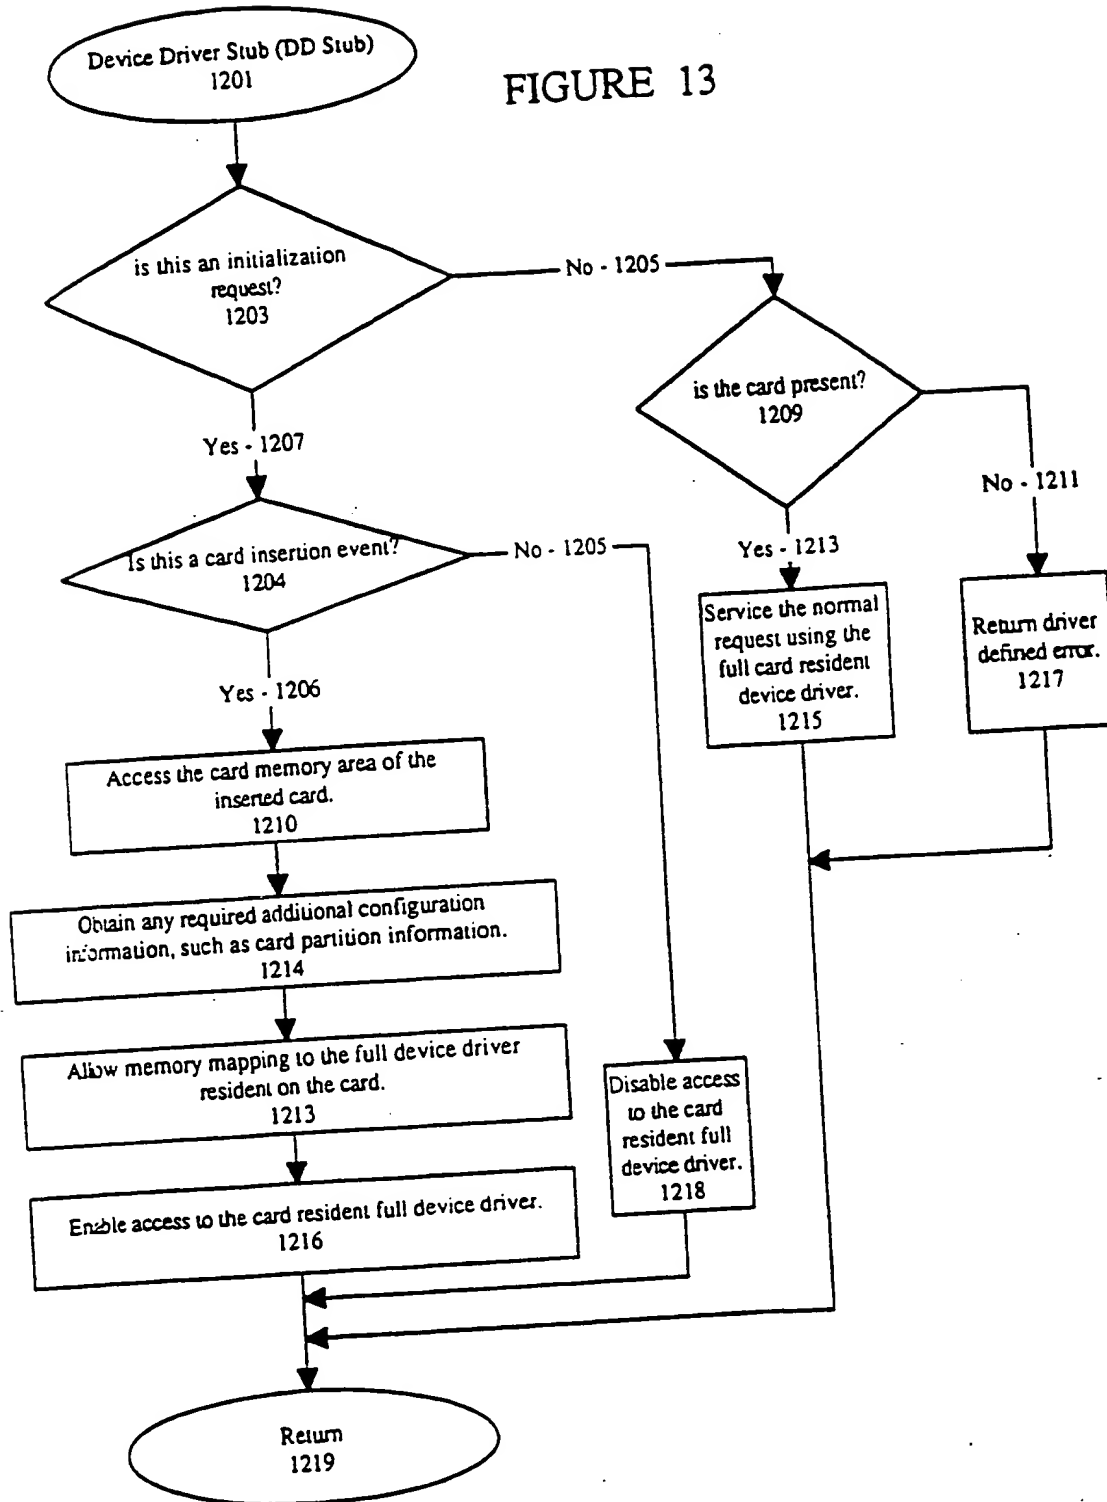 Device Driver Stub (DD Stub)
1201
FIGURE 13
is this an initialization
request?
1203
No - 1205
is the card present?
1209
Yes - 1207
No - 1211
Is this a card insertion event?
1204
No - 1205
Yes - 1213
Service the normal
request using the
full card resident
device driver.
1215
Return driver
defined error.
1217
Yes - 1206
Access the card memory area of the
inserted card.
1210
Obtain any required additional configuration
information, such as card partition information.
1214
Allow memory mapping to the full device driver
resident on the card.
1213
Disable access
to the card
resident full
device driver.
1218
Enable access to the card resident full device driver.
1216
Return
1219